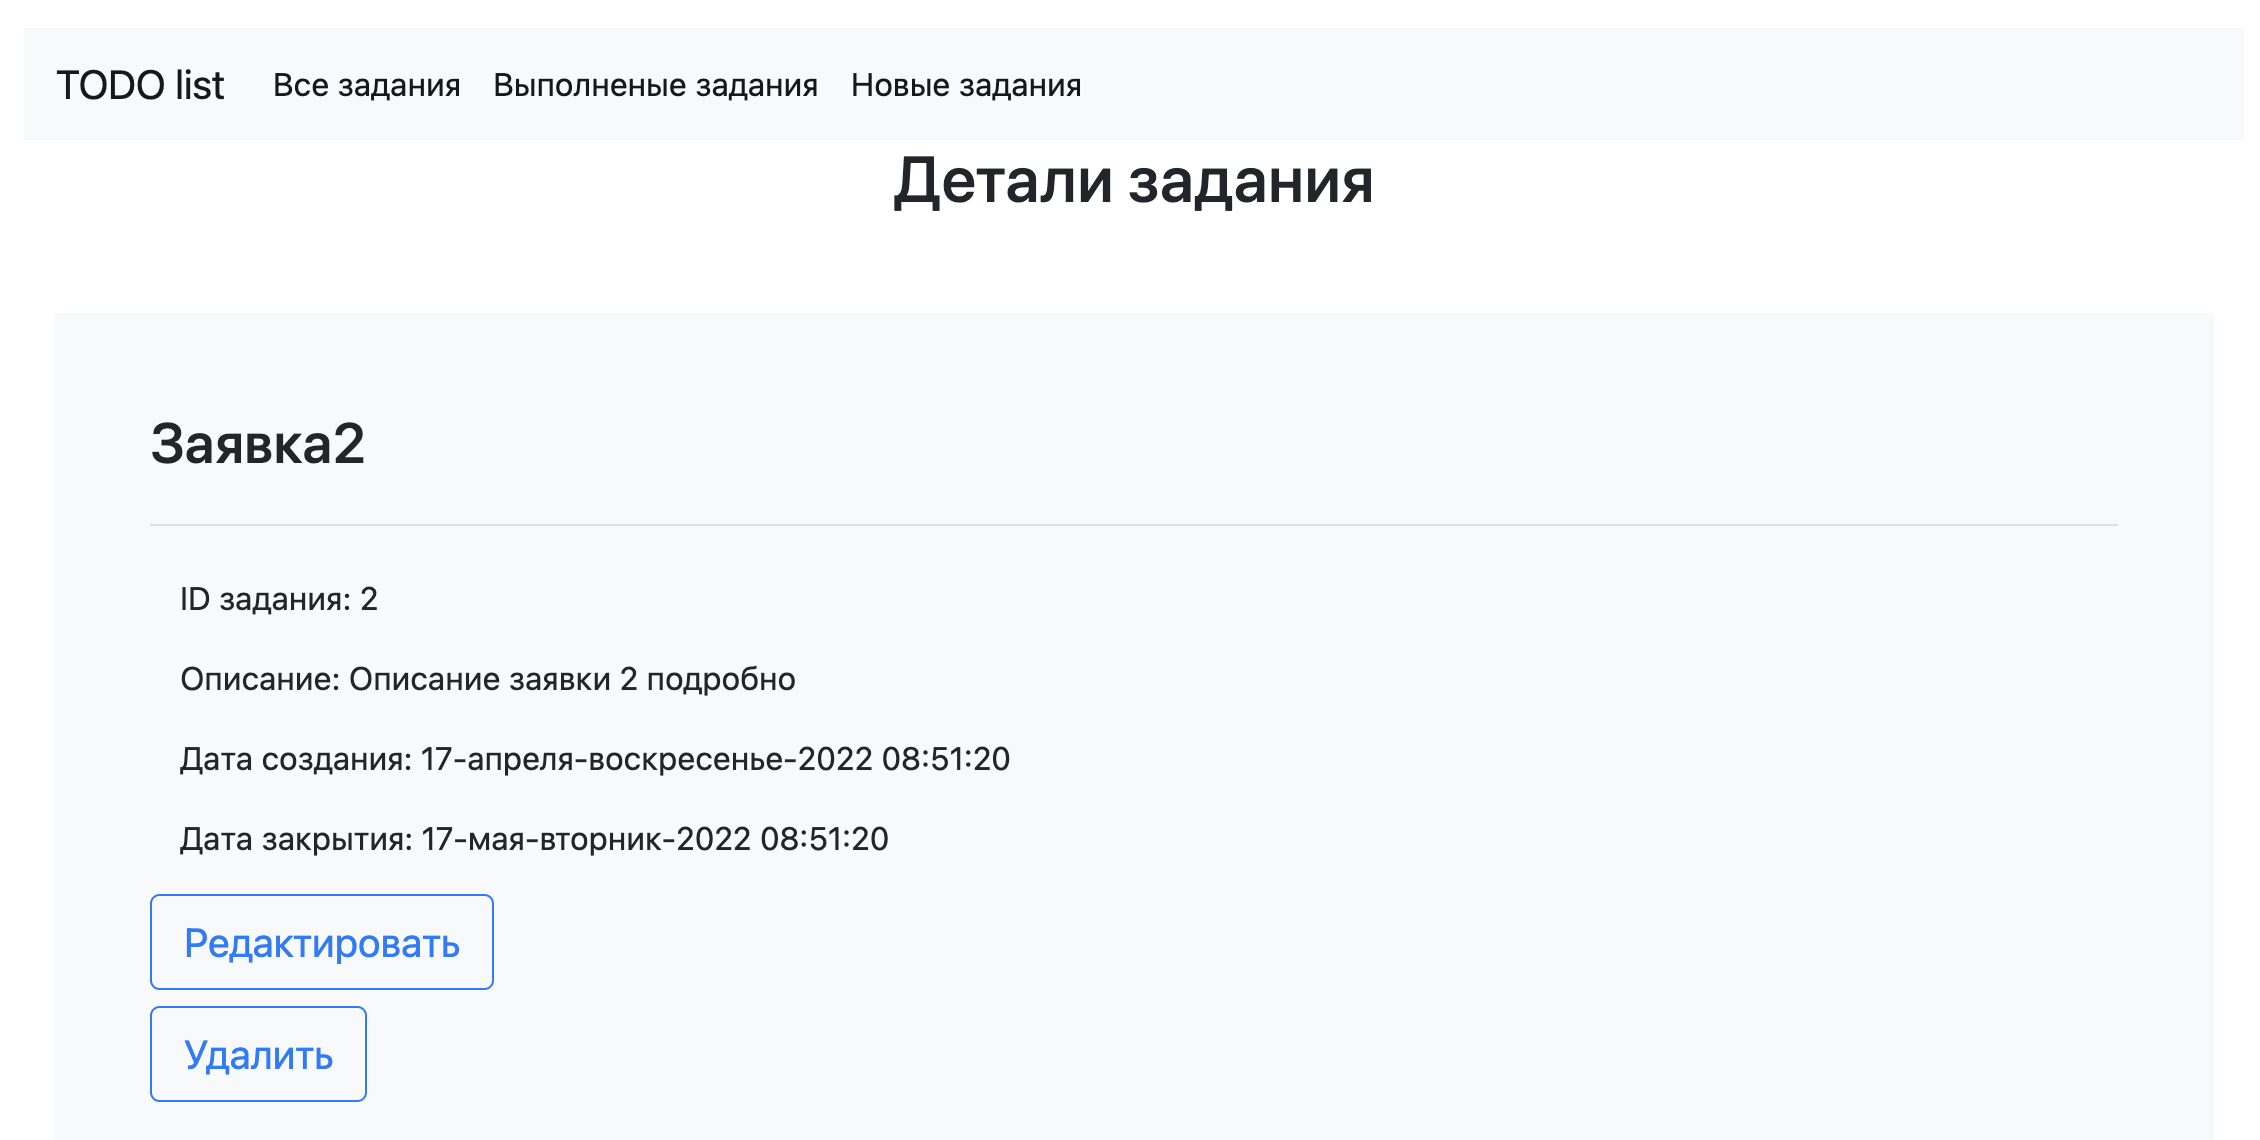 TODO list Все задания Выполненые задания Новые задания
Детали задания
Заявка2
ID задания: 2
Описание: Описание заявки 2 подробно
Дата создания: 17-апреля-воскресенье-2022 08:51:20
Дата закрытия: 17-мая-вторник-2022 08:51:20
Редактировать
Удалить